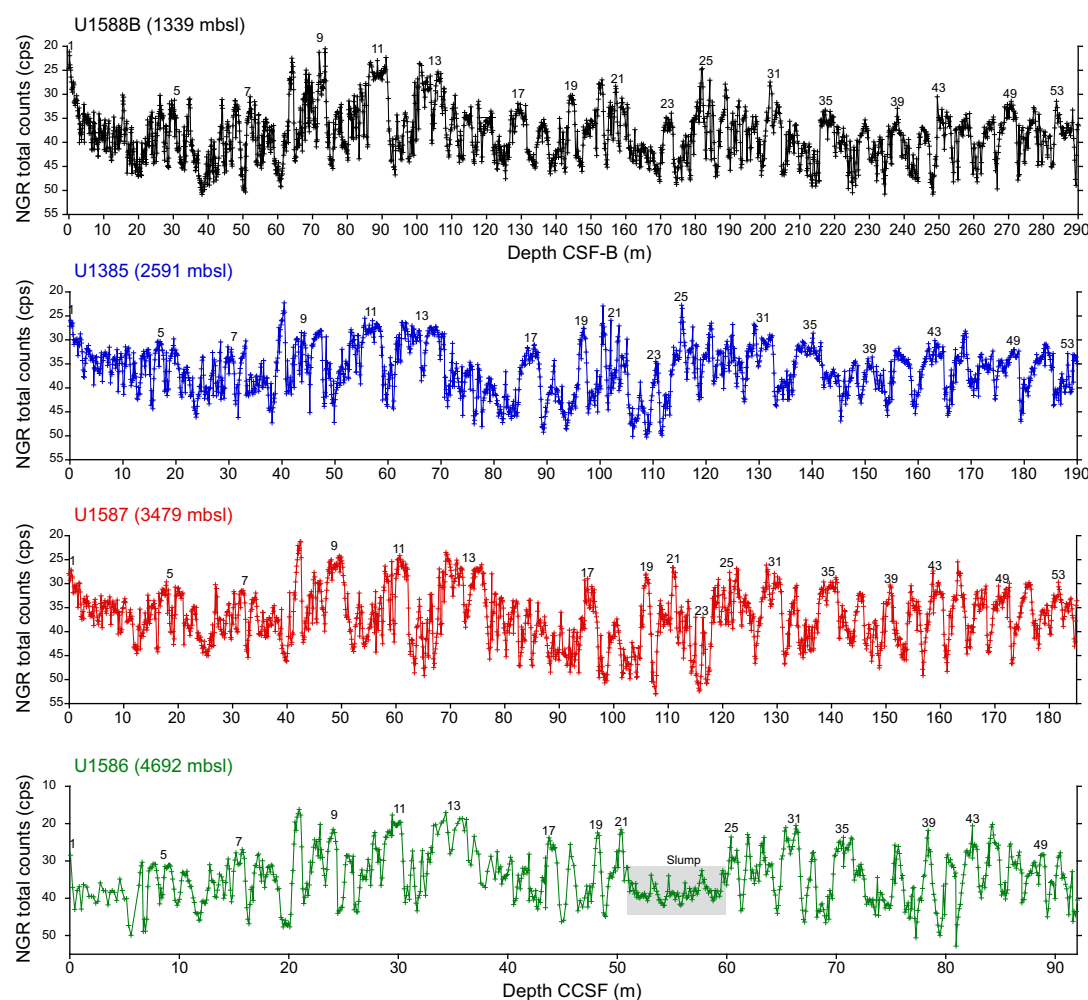 U1588B (1339 mbsl)
NGR total counts (cps)
20
25
30
35
40
45
50
55
1 5 7 9 11 13 17 19 21 23 25 31 35 39 43 49 53
0 10 20 30 40 50 60 70 80 90 100 110 120 130 140 150 160 170 180 190 200 210 220 230 240 250 260 270 280 290
Depth CSF-B (m)
U1385 (2591 mbsl)
NGR total counts (cps)
20
25
30
35
40
45
50
55
1 5 7 9 11 13 17 19 21 23 25 31 35 39 43 49 53
0 10 20 30 40 50 60 70 80 90 100 110 120 130 140 150 160 170 180 190
U1587 (3479 mbsl)
NGR total counts (cps)
20
25
30
35
40
45
50
55
1 5 7 9 11 13 17 19 21 23 25 31 35 39 43 49 53
0 10 20 30 40 50 60 70 80 90 100 110 120 130 140 150 160 170 180
U1586 (4692 mbsl)
NGR total counts (cps)
10
20
30
40
50
1 5 7 9 11 13 17 19 21 25 31 35 39 43 49
Slump
0 10 20 30 40 50 60 70 80 90
Depth CCSF (m)